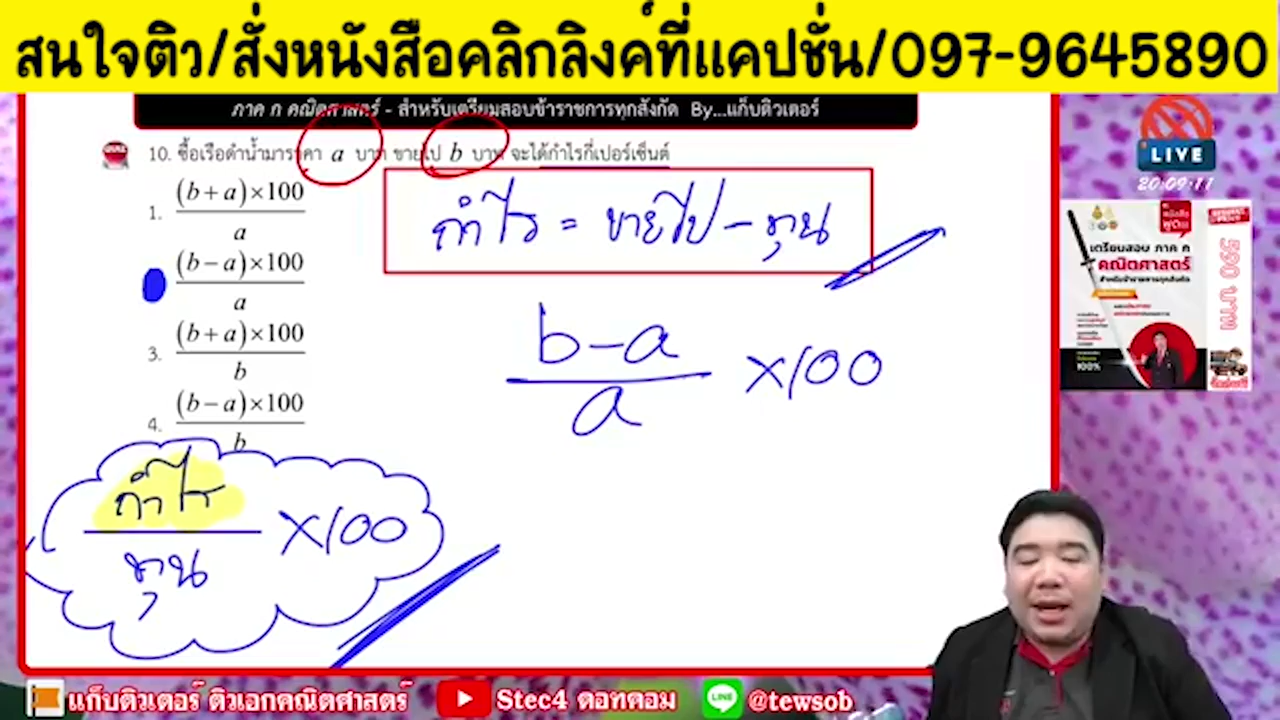 สนใจติว/สั่งหนังสือคลิกลิงค์ที่แคปชั่น/097-9645890
ภาค ก คณิตศาสตร์ - สำหรับเตรียมสอบข้าราชการทุกสังกัด By...แก็บติวเตอร์
10. ซื้อเรือดำน้ำมาราคา a บาท ขายไป b บาท จะได้กำไรกี่เปอร์เซ็นต์
1. (b+a)×100
a
(b−a)×100
a
3. (b+a)×100
b
4. (b−a)×100
b
กำไร = ขายไป - ทุน
b-a
a
×100
กำไร
ทุน
×100
LIVE
20:09:11
เตรียมสอบ ภาค ก
คณิตศาสตร์
100%
590 บาท
แก็บติวเตอร์ ติวเอกคณิตศาสตร์
Stec4 ดอทคอม
LINE
@tewsob